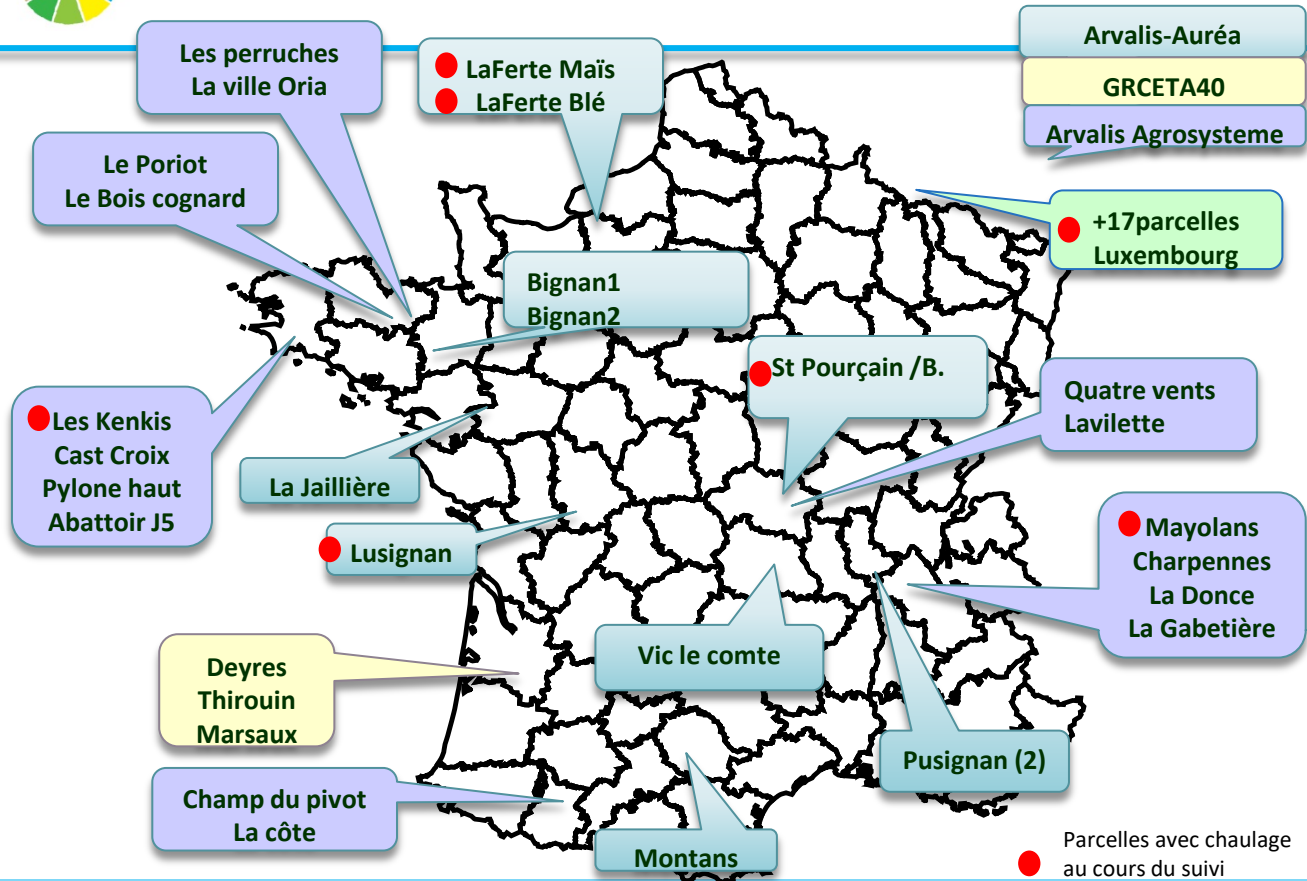 Les perruches
La ville Oria
LaFerte Maïs
LaFerte Blé
Arvalis-Auréa
GRCETA40
Arvalis Agrosysteme
Le Poriot
Le Bois cognard
+17parcelles
Luxembourg
Bignan1
Bignan2
St Pourçain /B.
Quatre vents
Lavilette
Les Kenkis
Cast Croix
Pylone haut
Abattoir J5
La Jaillière
Lusignan
Mayolans
Charpennes
La Donce
La Gabetière
Vic le comte
Deyres
Thirouin
Marsaux
Pusignan (2)
Champ du pivot
La côte
Montans
Parcelles avec chaulage
au cours du suivi